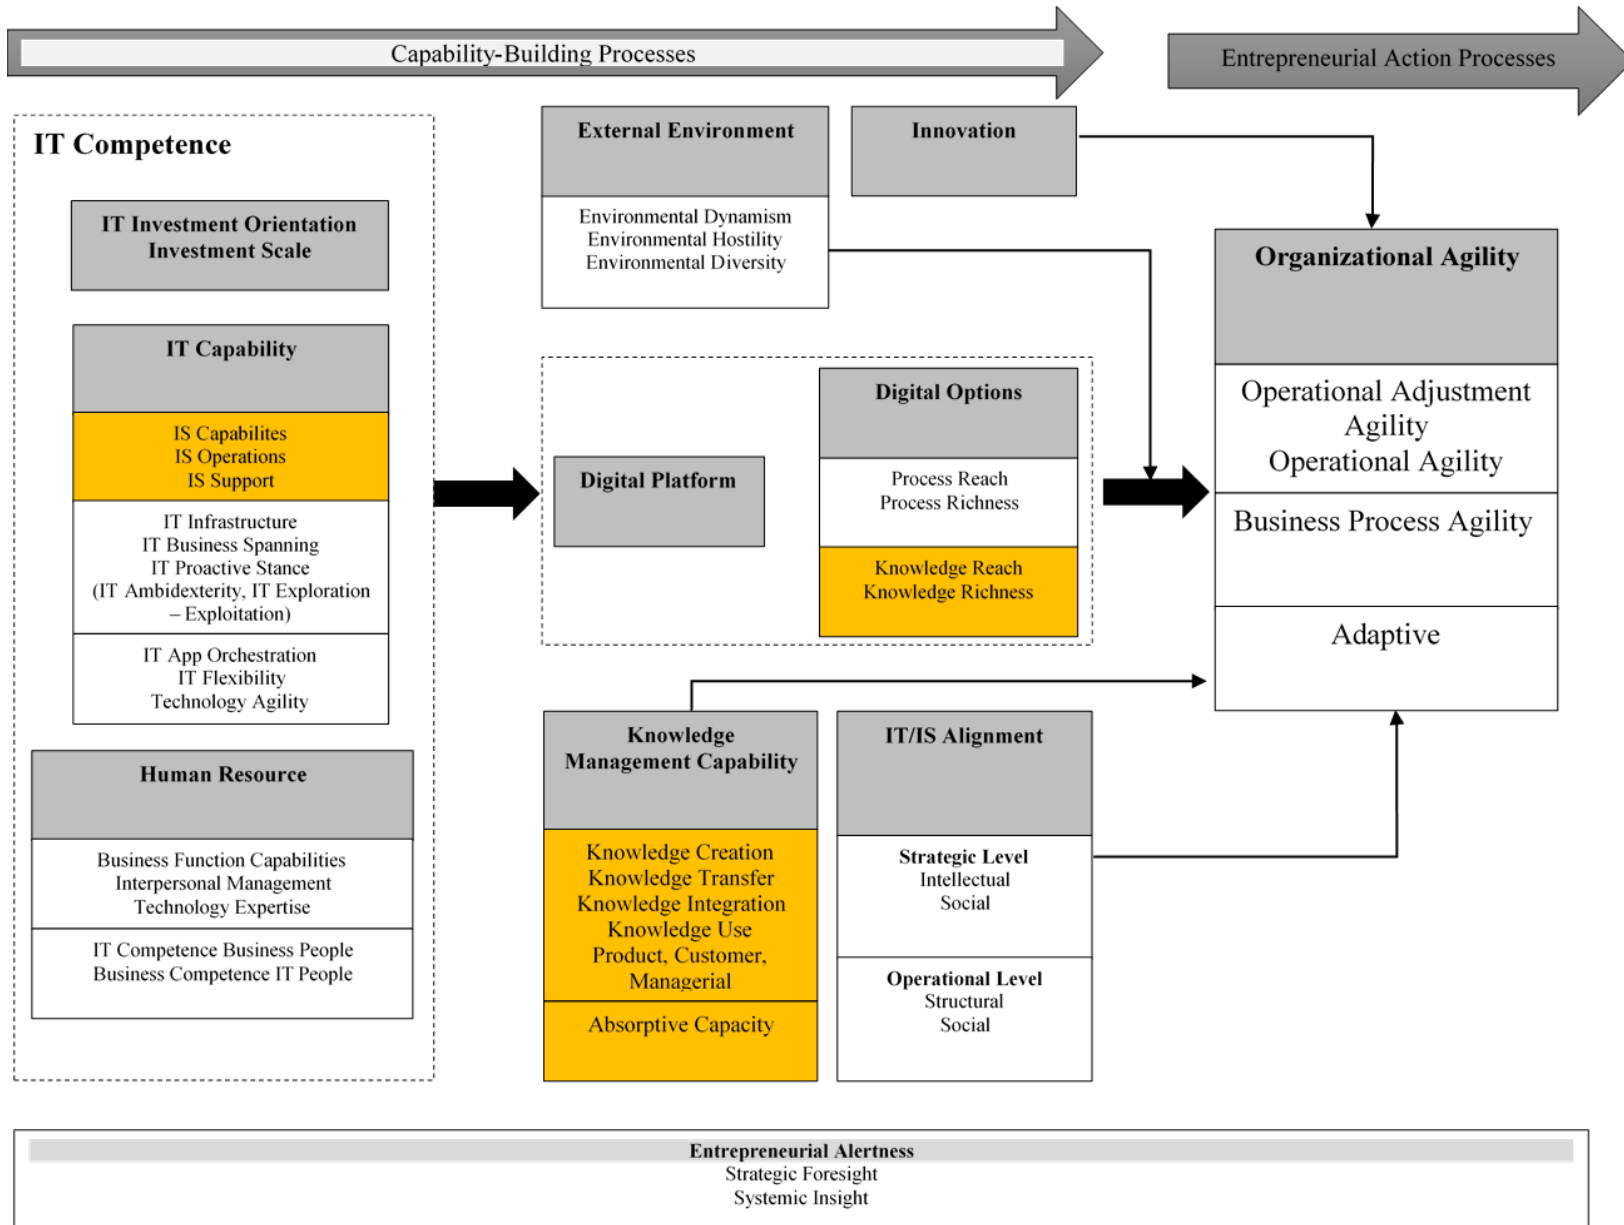 Capability-Building Processes
Entrepreneurial Action Processes
IT Competence
IT Investment Orientation
Investment Scale
IT Capability
IS Capabilites
IS Operations
IS Support
IT Infrastructure
IT Business Spanning
IT Proactive Stance
(IT Ambidexterity, IT Exploration
– Exploitation)
IT App Orchestration
IT Flexibility
Technology Agility
Human Resource
Business Function Capabilities
Interpersonal Management
Technology Expertise
IT Competence Business People
Business Competence IT People
External Environment
Environmental Dynamism
Environmental Hostility
Environmental Diversity
Innovation
Digital Platform
Digital Options
Process Reach
Process Richness
Knowledge Reach
Knowledge Richness
Knowledge
Management Capability
Knowledge Creation
Knowledge Transfer
Knowledge Integration
Knowledge Use
Product, Customer,
Managerial
Absorptive Capacity
IT/IS Alignment
Strategic Level
Intellectual
Social
Operational Level
Structural
Social
Organizational Agility
Operational Adjustment
Agility
Operational Agility
Business Process Agility
Adaptive
Entrepreneurial Alertness
Strategic Foresight
Systemic Insight